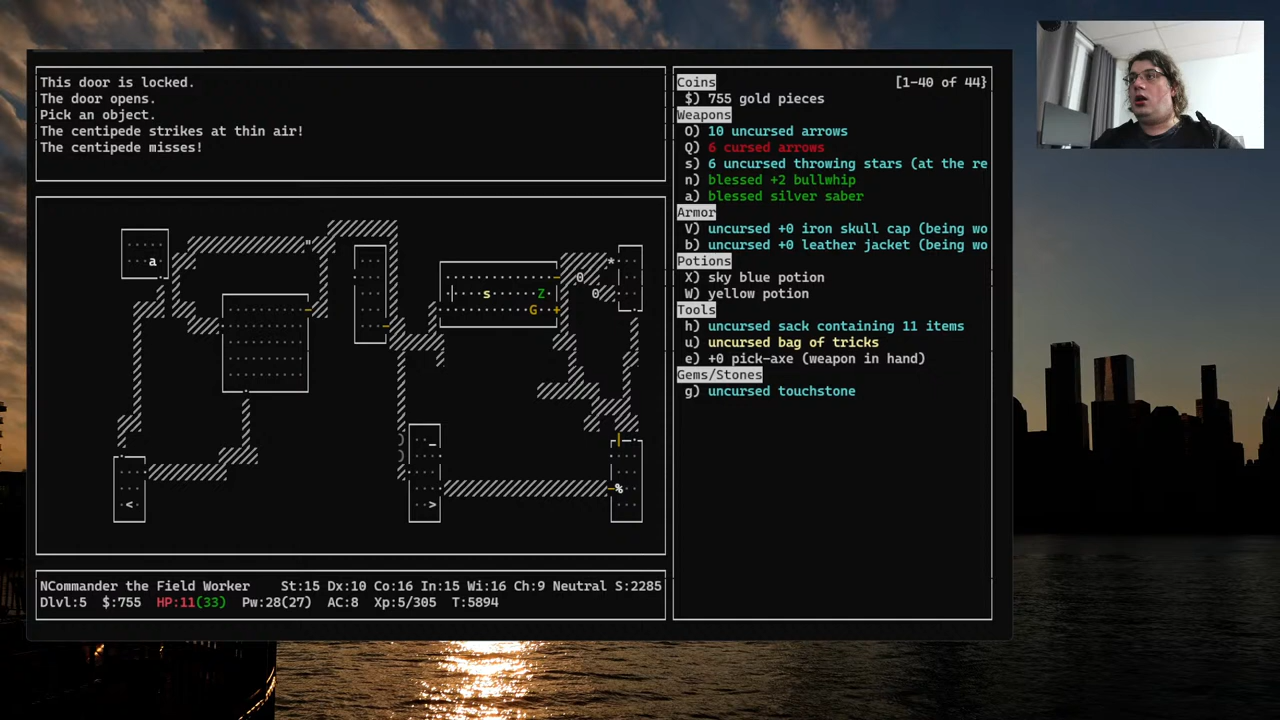 This door is locked.
The door opens.
Pick an object.
The centipede strikes at thin air!
The centipede misses!
Coins [1-40 of 44}
$) 755 gold pieces
Weapons
O) 10 uncursed arrows
Q) 6 cursed arrows
s) 6 uncursed throwing stars (at the re
n) blessed +2 bullwhip
a) blessed silver saber
Armor
V) uncursed +0 iron skull cap (being wo
b) uncursed +0 leather jacket (being wo
Potions
X) sky blue potion
W) yellow potion
Tools
h) uncursed sack containing 11 items
u) uncursed bag of tricks
e) +0 pick-axe (weapon in hand)
Gems/Stones
g) uncursed touchstone
NCommander the Field Worker St:15 Dx:10 Co:16 In:15 Wi:16 Ch:9 Neutral S:2285
Dlvl:5 $:755 HP:11(33) Pw:28(27) AC:8 Xp:5/305 T:5894